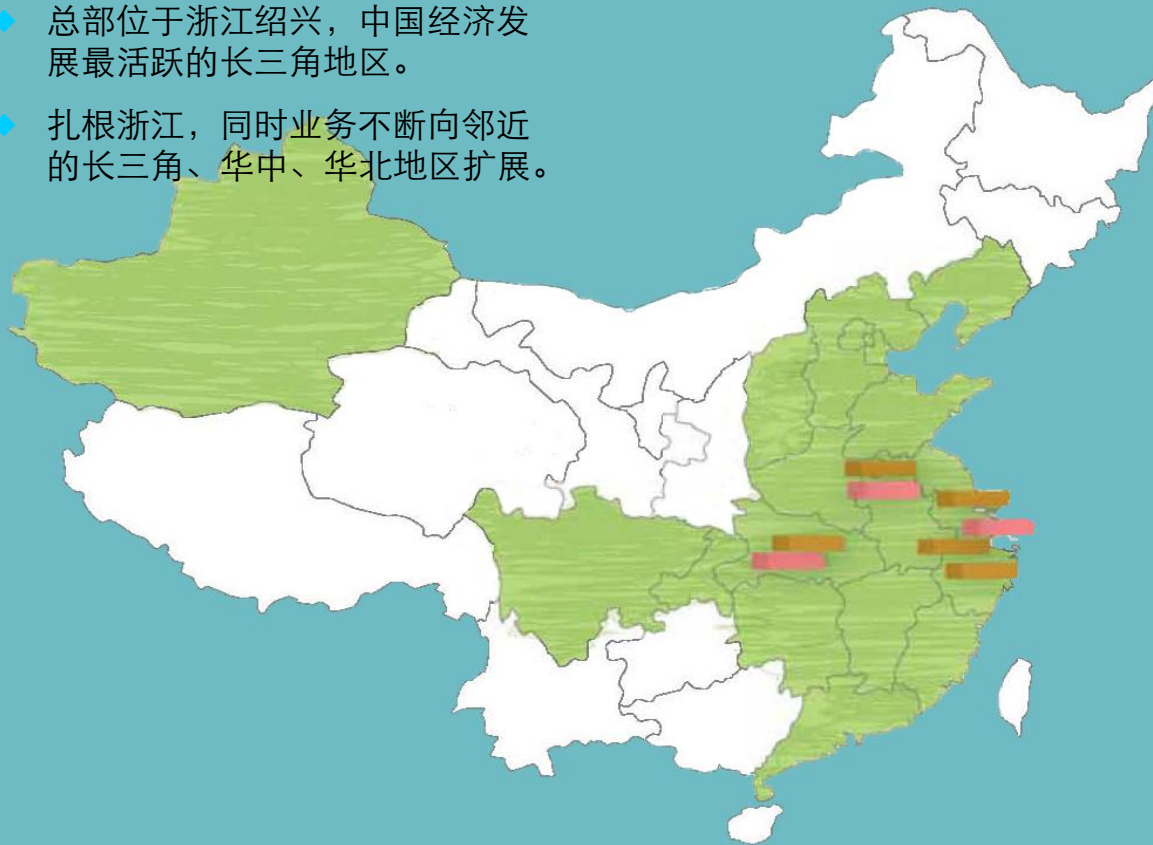 总部位于浙江绍兴，中国经济发
展最活跃的长三角地区。
扎根浙江，同时业务不断向邻近
的长三角、华中、华北地区扩展。